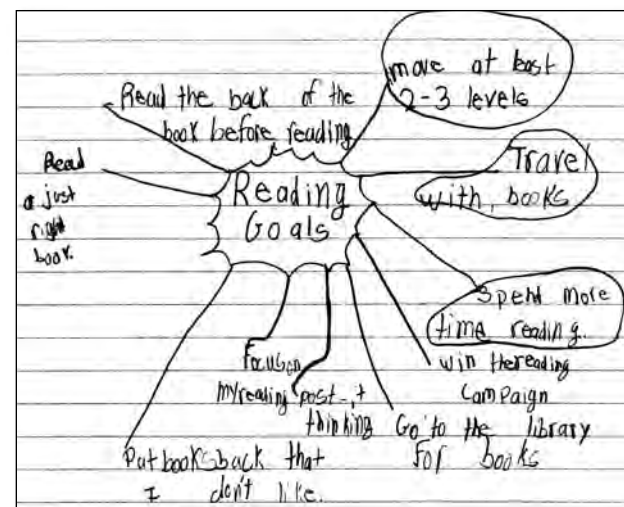 Reading
Goals
Read the back of the
book before reading
move at least
2-3 levels
Travel
with, books
Spend more
time reading.
win thereading
campaign
Go to the library
For books
post-it
thinking
Focus on
my reading
Put books back that
I don't like.
Read
a just
right
book.